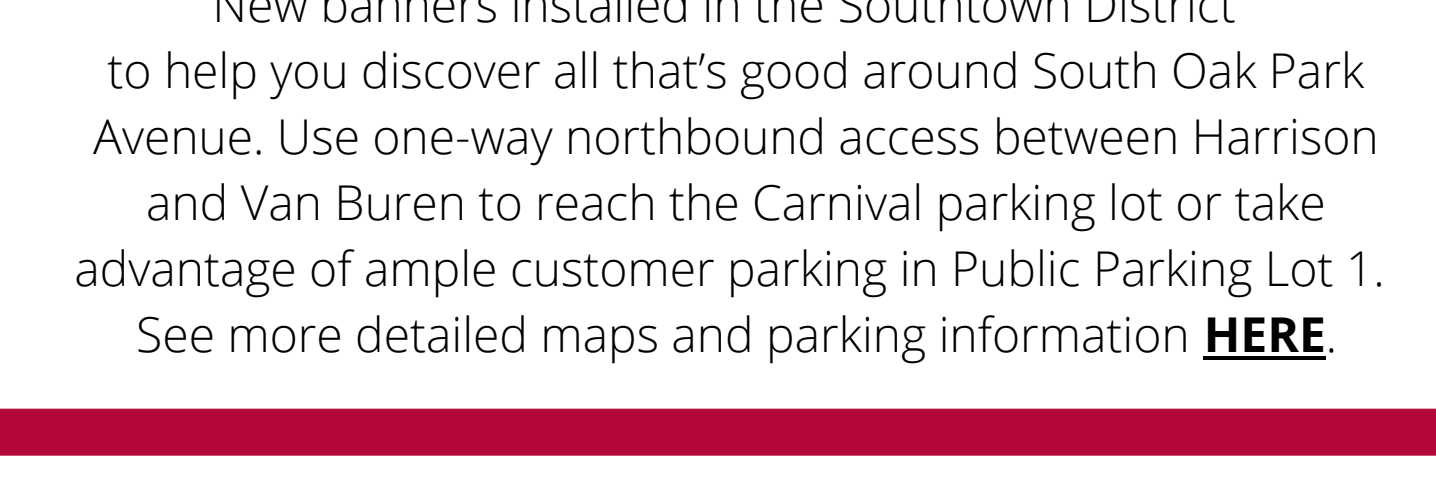 New banners installed in the Southtown District
to help you discover all that’s good around South Oak Park
Avenue. Use one-way northbound access between Harrison
and Van Buren to reach the Carnival parking lot or take
advantage of ample customer parking in Public Parking Lot 1.
See more detailed maps and parking information HERE.